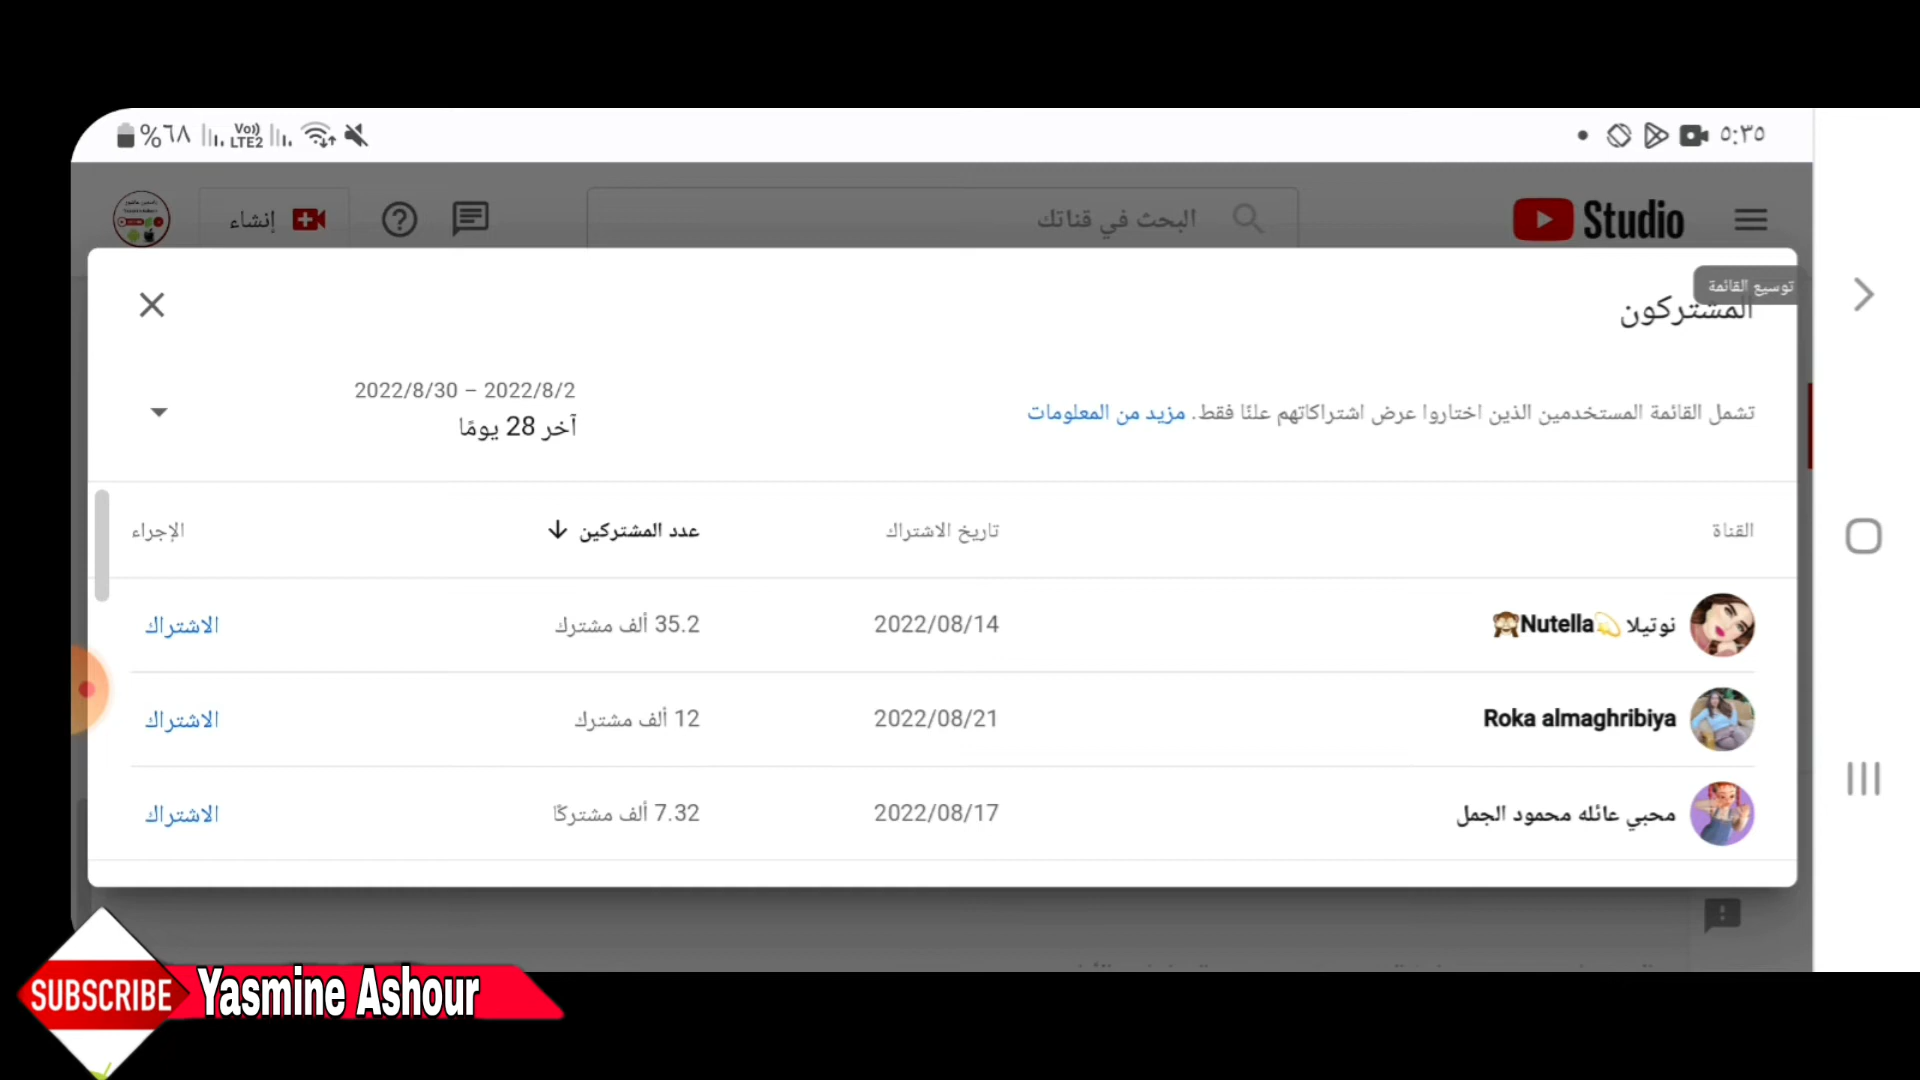 %٦٨ Vo)) LTE2 ٥:٣٥
Studio البحث في قناتك إنشاء
توسيع القائمة
المشتركون
تشمل القائمة المستخدمين الذين اختاروا عرض اشتراكاتهم علنًا فقط. مزيد من المعلومات
2022/8/30 – 2022/8/2
آخر 28 يومًا
القناة تاريخ الاشتراك عدد المشتركين الإجراء
نوتيلا💫Nutella🙈 2022/08/14 35.2 ألف مشترك الاشتراك
Roka almaghribiya 2022/08/21 12 ألف مشترك الاشتراك
محبي عائله محمود الجمل 2022/08/17 7.32 ألف مشتركًا الاشتراك
SUBSCRIBE Yasmine Ashour